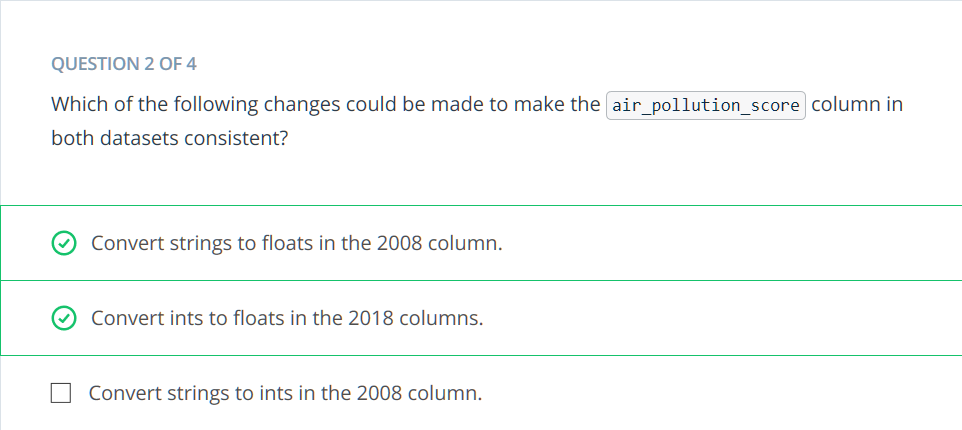 QUESTION 2 OF 4
Which of the following changes could be made to make the air_pollution_score column in
both datasets consistent?
Convert strings to floats in the 2008 column.
Convert ints to floats in the 2018 columns.
Convert strings to ints in the 2008 column.